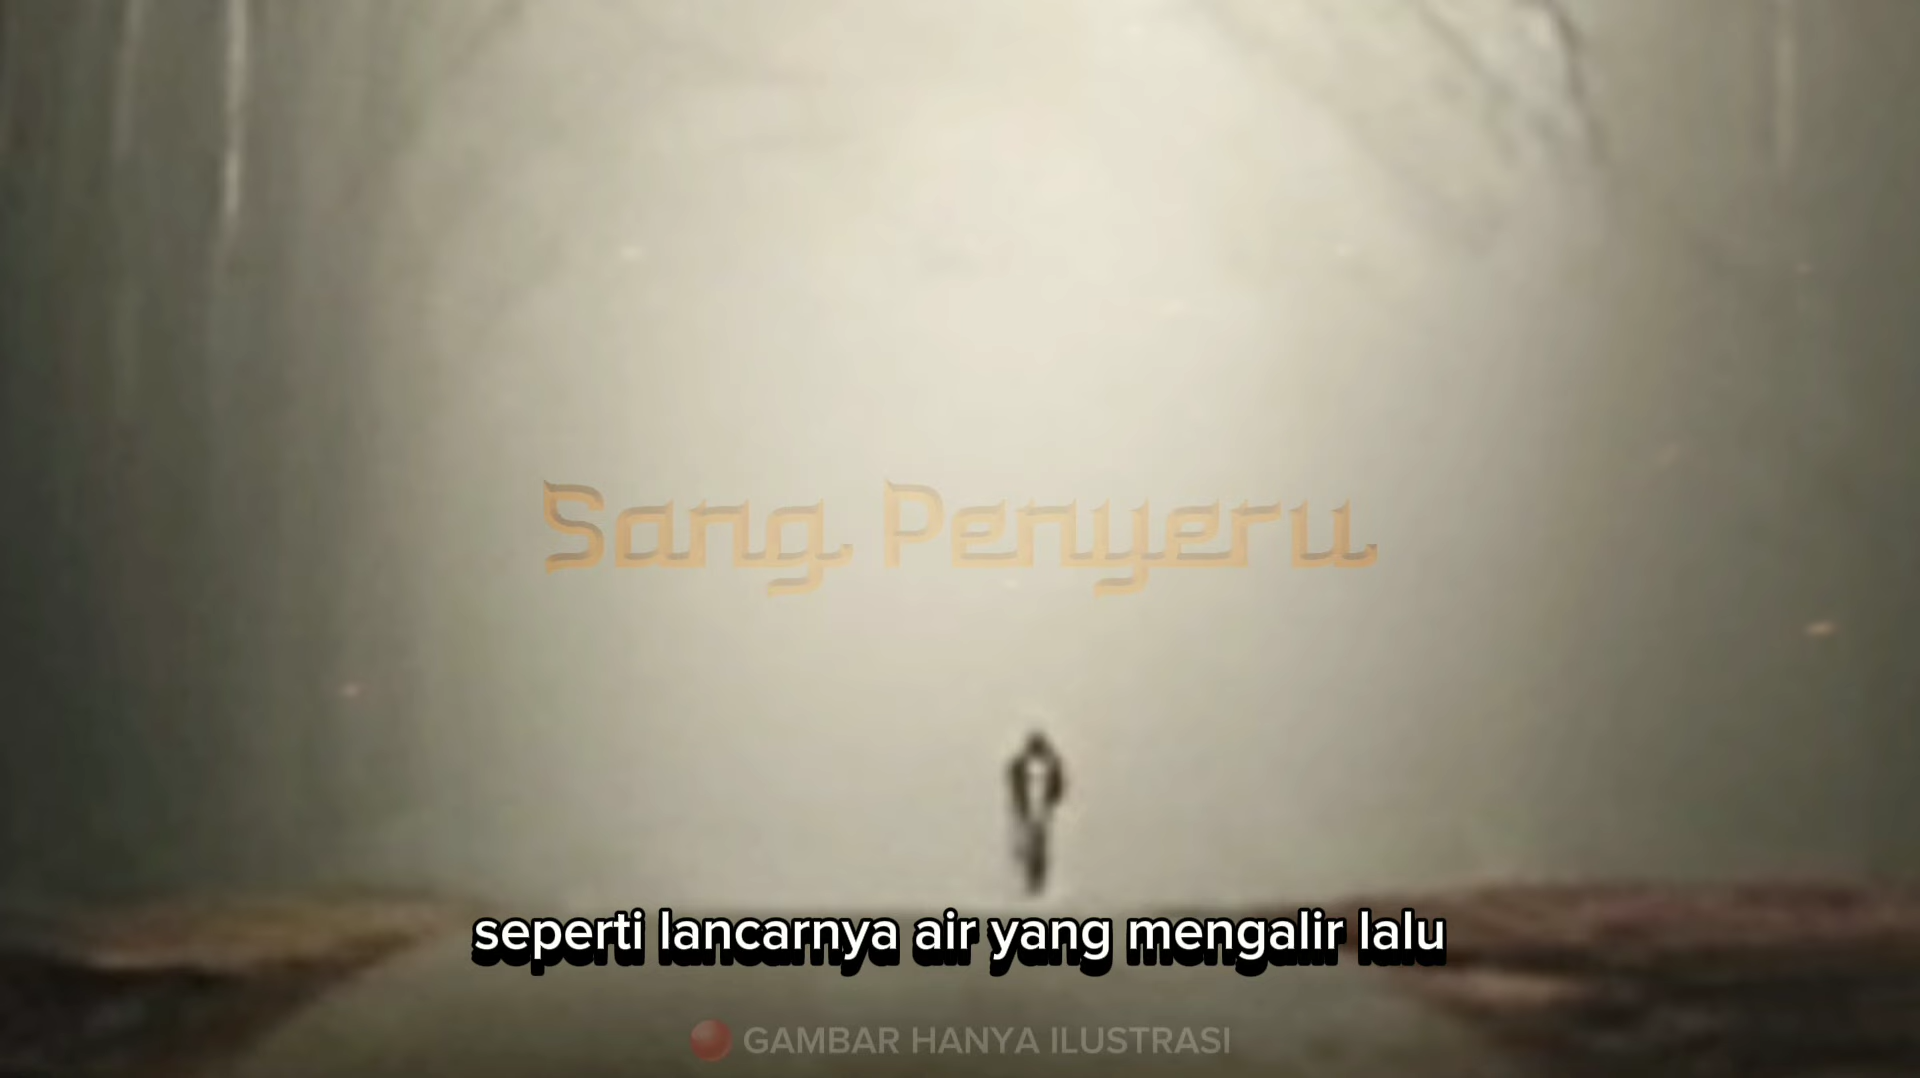 Sang Penyeru
seperti lancarnya air yang mengalir lalu
GAMBAR HANYA ILUSTRASI